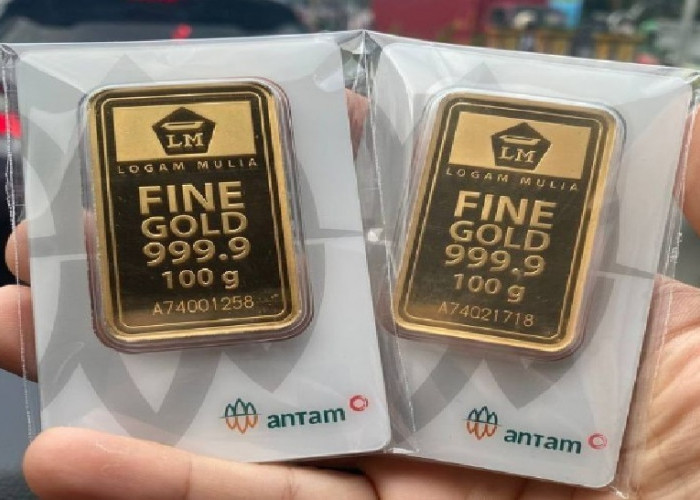 LM
LOGAM MULIA
FINE
GOLD
999.9
100 g
A74001258
antam
LM
LOGAM MULIA
FINE
GOLD
999.9
100 g
A74021718
antam